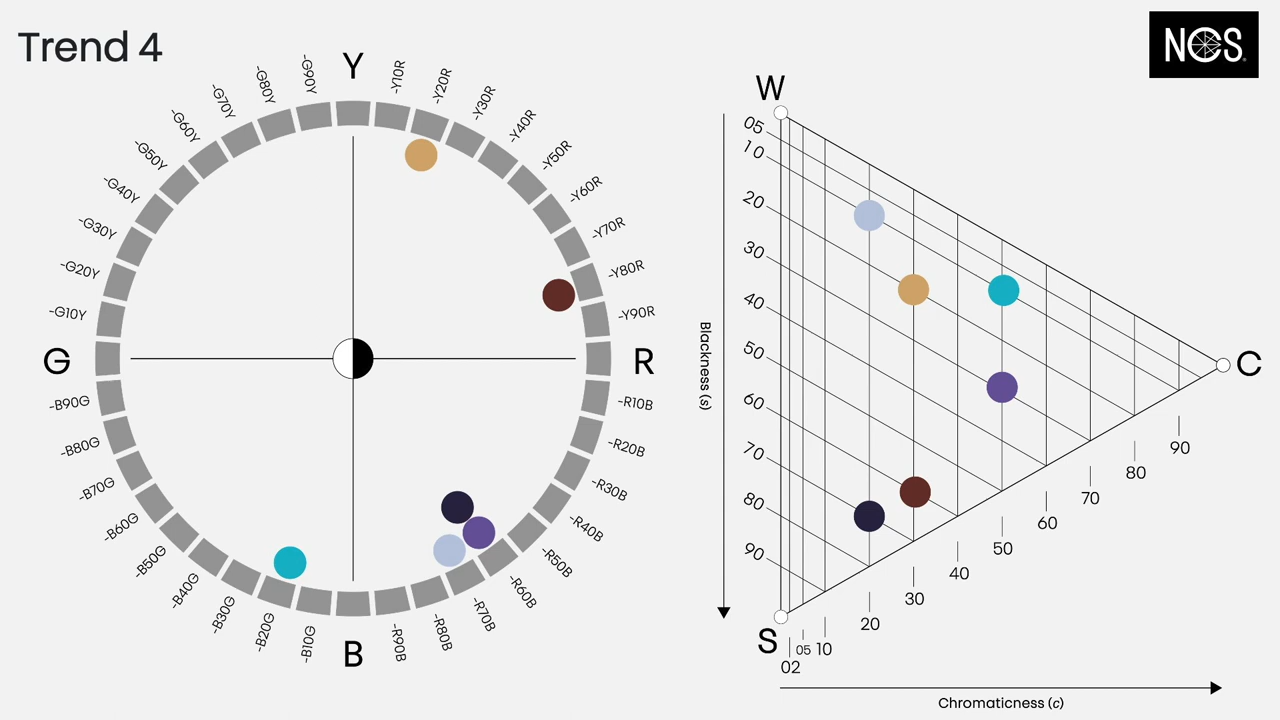 Trend 4
NCS
Y
-Y10R
-Y20R
-Y30R
-Y40R
-Y50R
-Y60R
-Y70R
-Y80R
-Y90R
R
-R10B
-R20B
-R30B
-R40B
-R50B
-R60B
-R70B
-R80B
-R90B
B
-B10G
-B20G
-B30G
-B40G
-B50G
-B60G
-B70G
-B80G
-B90G
G
-G10Y
-G20Y
-G30Y
-G40Y
-G50Y
-G60Y
-G70Y
-G80Y
-G90Y
W
05
10
20
30
40
50
60
70
80
90
S
C
02
05
10
20
30
40
50
60
70
80
90
Blackness (s)
Chromaticness (c)